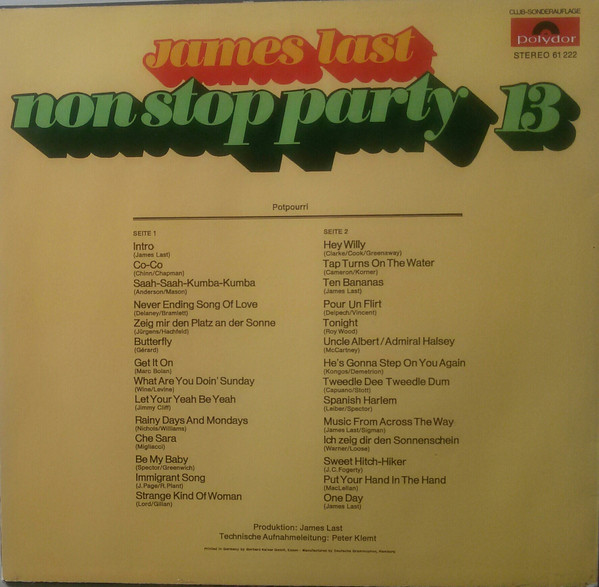 CLUB-SONDERAUFLAGE
Polydor
STEREO 61 222
james last
non stop party 13
Potpourri
SEITE 1
Intro
(James Last)
Co-Co
(Chinn/Chapman)
Saah-Saah-Kumba-Kumba
(Anderson/Mason)
Never Ending Song Of Love
(Delaney/Bramlett)
Zeig mir den Platz an der Sonne
(Jürgens/Hachfeld)
Butterfly
(Gérard)
Get It On
(Marc Bolan)
What Are You Doin' Sunday
(Wine/Levine)
Let Your Yeah Be Yeah
(Jimmy Cliff)
Rainy Days And Mondays
(Nichols/Williams)
Che Sara
(Migliacci)
Be My Baby
(Spector/Greenwich)
Immigrant Song
(J. Page/R. Plant)
Strange Kind Of Woman
(Lord/Gillan)
SEITE 2
Hey Willy
(Clarke/Cook/Greenaway)
Tap Turns On The Water
(Cameron/Korner)
Ten Bananas
(James Last)
Pour Un Flirt
(Delpech/Vincent)
Tonight
(Roy Wood)
Uncle Albert/Admiral Halsey
(McCartney)
He's Gonna Step On You Again
(Kongos/Demetriou)
Tweedle Dee Tweedle Dum
(Capuano/Stott)
Spanish Harlem
(Leiber/Spector)
Music From Across The Way
(James Last/Sigman)
Ich zeig dir den Sonnenschein
(Warner/Loose)
Sweet Hitch-Hiker
(J. C. Fogerty)
Put Your Hand In The Hand
(MacLellan)
One Day
(James Last)
Produktion: James Last
Technische Aufnahmeleitung: Peter Klemt
Printed in Germany by